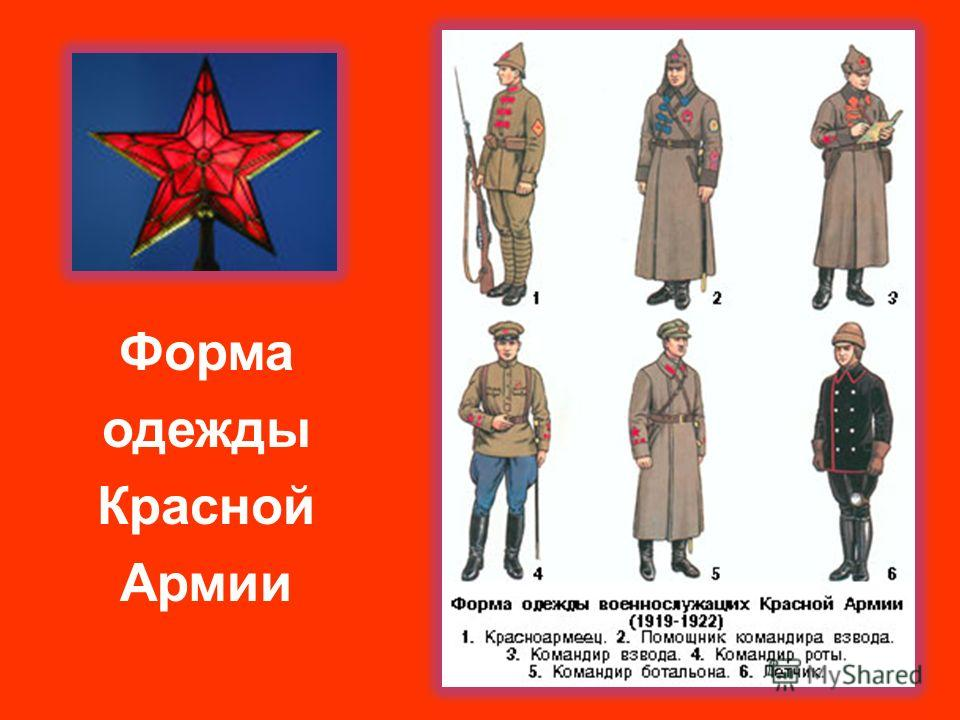 Форма
одежды
Красной
Армии
1
2
3
4
5
6
Форма одежды военнослужащих Красной Армии
(1919-1922)
1. Красноармеец. 2. Помощник командира взвода.
3. Командир взвода. 4. Командир роты.
5. Командир ботальона. 6. Летчик.
MyShared